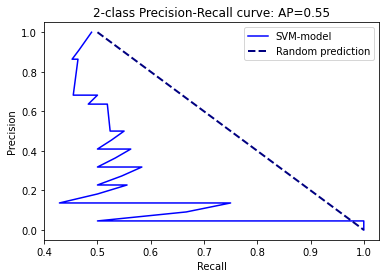 2-class Precision-Recall curve: AP=0.55
SVM-model
Random prediction
Precision
1.0
0.8
0.6
0.4
0.2
0.0
0.4 0.5 0.6 0.7 0.8 0.9 1.0
Recall